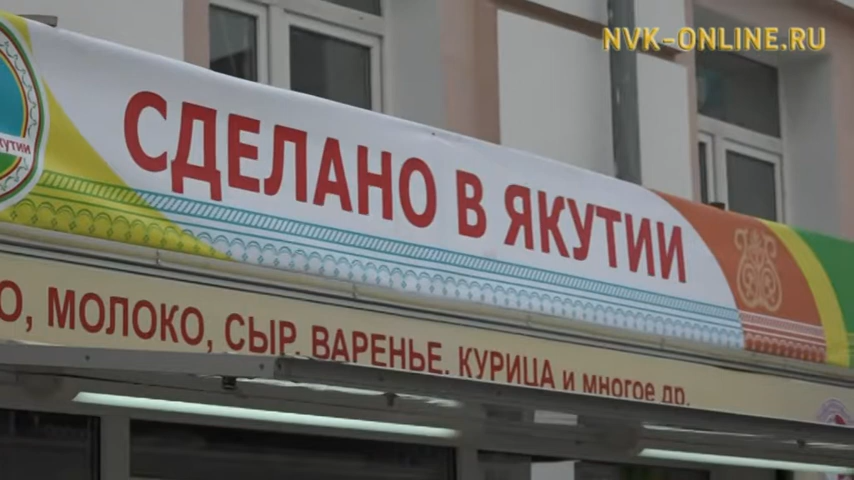 NVK-ONLINE.RU
СДЕЛАНО В ЯКУТИИ
О, МОЛОКО, СЫР, ВАРЕНЬЕ. КУРИЦА и многое др.